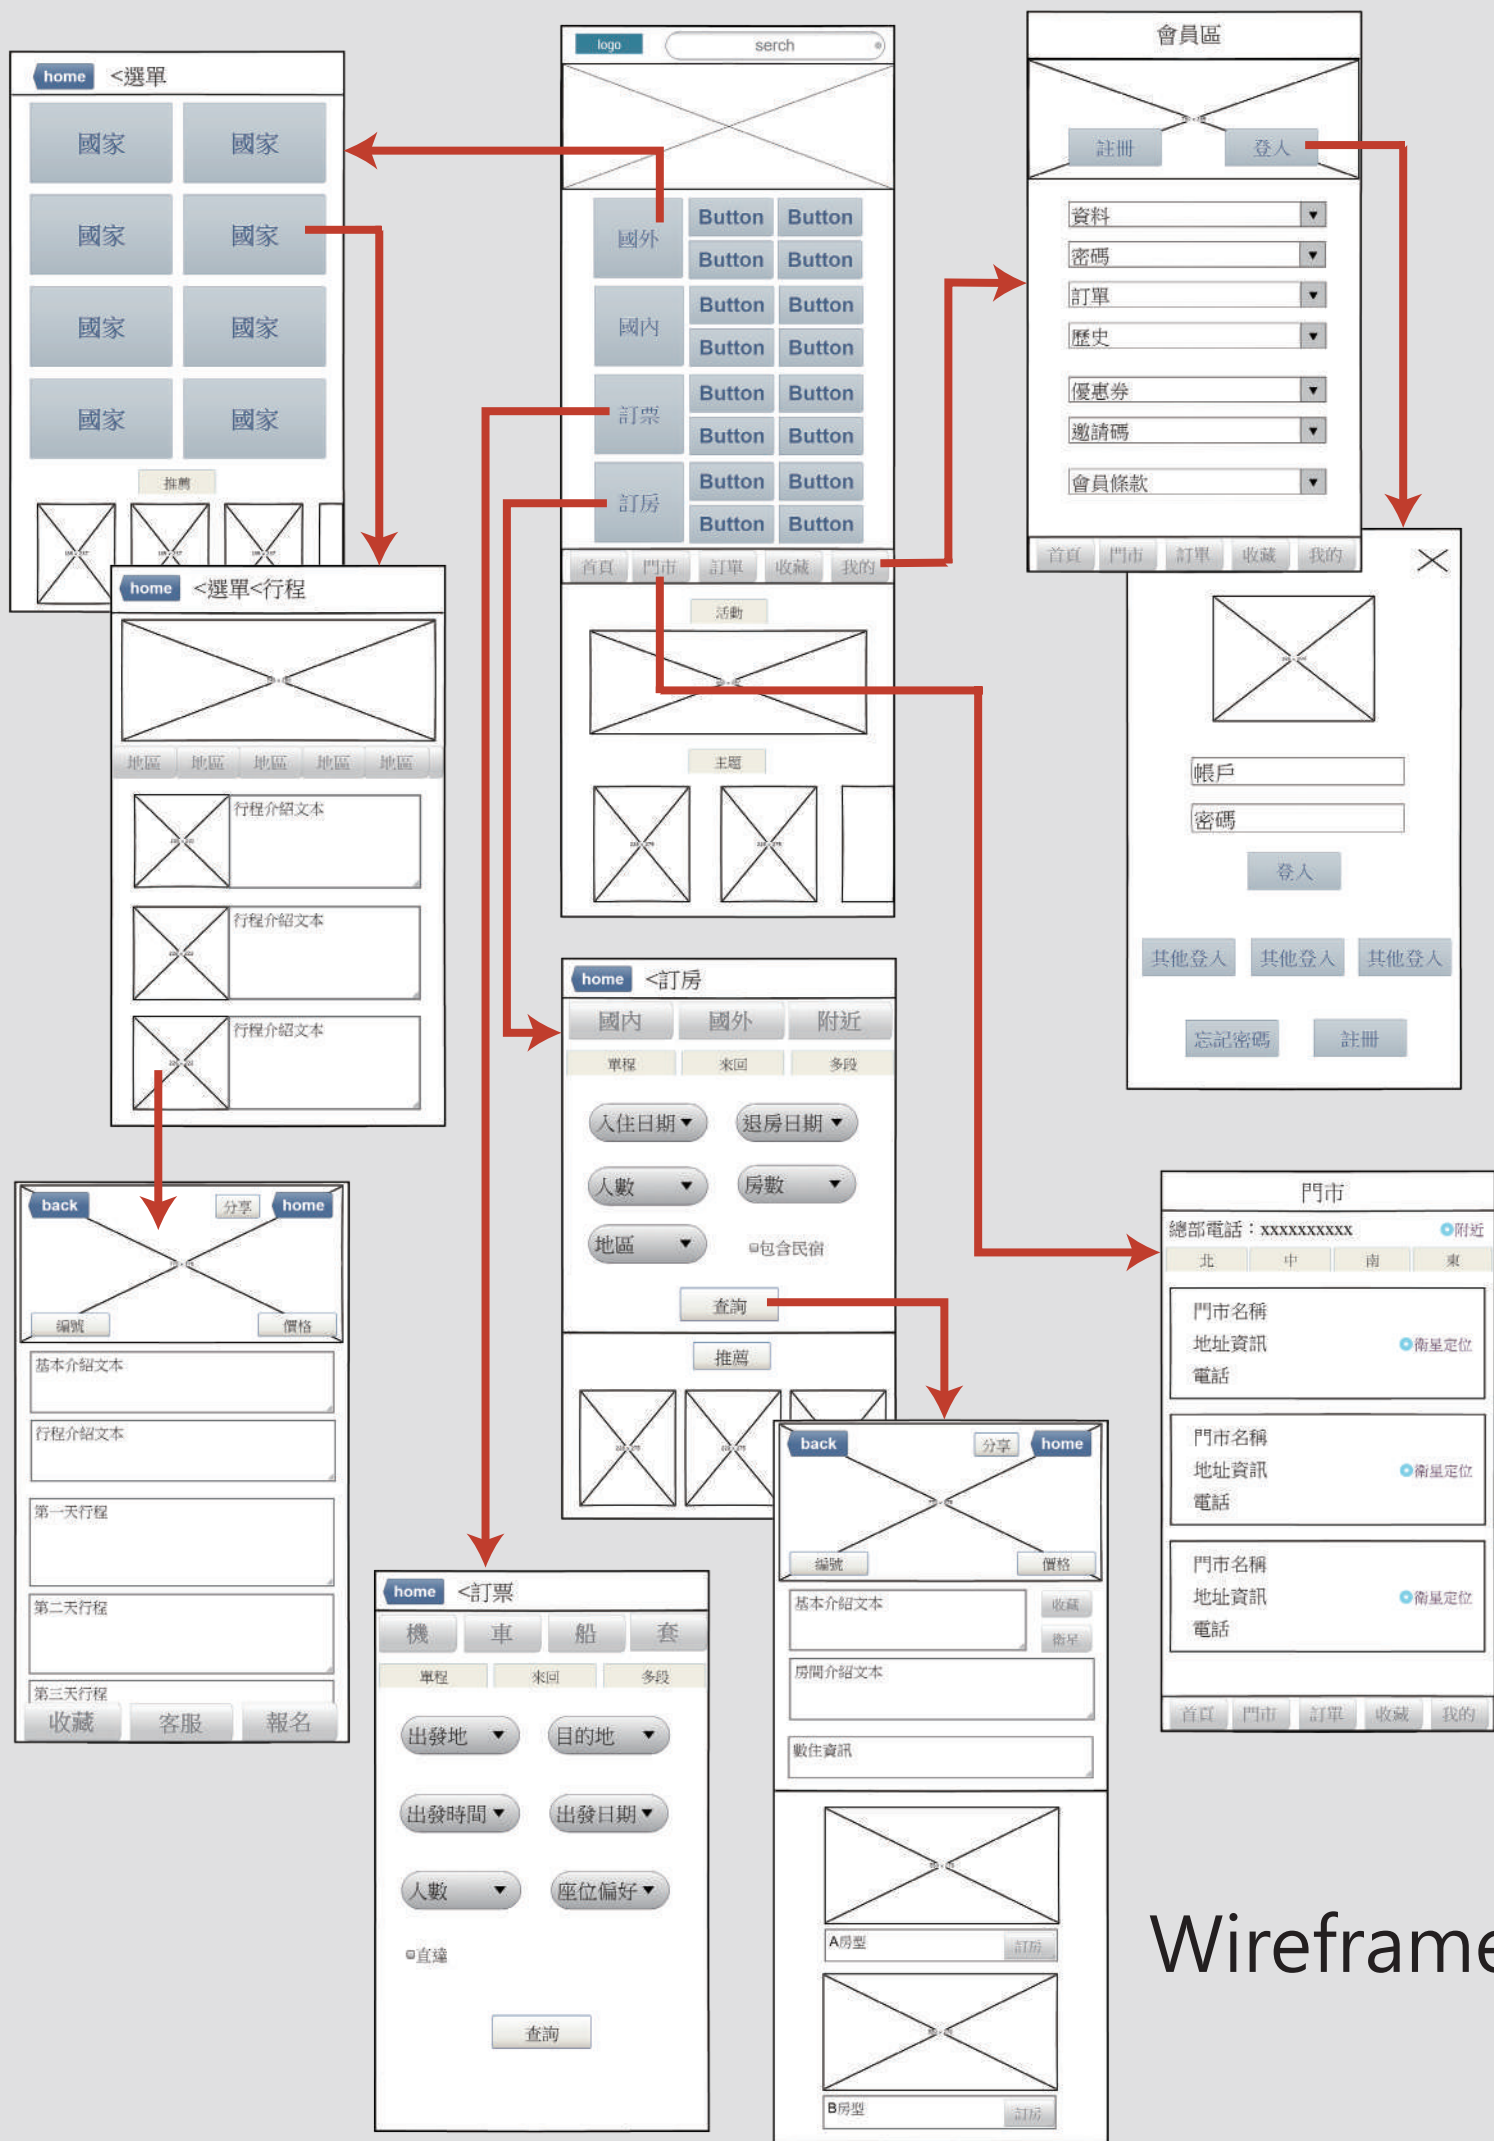 home <選單
國家 國家
國家 國家
國家 國家
國家 國家
推薦
home <選單<行程
地區 地區 地區 地區 地區
行程介紹文本
行程介紹文本
行程介紹文本
back 分享 home
編號 價格
基本介紹文本
行程介紹文本
第一天行程
第二天行程
第三天行程
收藏 客服 報名
logo serch
國外 Button Button
Button Button
國內 Button Button
Button Button
訂票 Button Button
Button Button
訂房 Button Button
Button Button
首頁 門市 訂單 收藏 我的
活動
主題
home <訂房
國內 國外 附近
單程 來回 多段
入住日期 退房日期
人數 房數
地區 包含民宿
查詢
推薦
home <訂票
機 車 船 套
單程 來回 多段
出發地 目的地
出發時間 出發日期
人數 座位偏好
直達
查詢
back 分享 home
編號 價格
基本介紹文本 收藏
衛星
房間介紹文本
數住資訊
A房型 訂房
B房型 訂房
會員區
註冊 登入
資料
密碼
訂單
歷史
優惠券
邀請碼
會員條款
首頁 門市 訂單 收藏 我的
帳戶
密碼
登入
其他登入 其他登入 其他登入
忘記密碼 註冊
門市
總部電話：xxxxxxxxxx 附近
北 中 南 東
門市名稱
地址資訊 衛星定位
電話
門市名稱
地址資訊 衛星定位
電話
門市名稱
地址資訊 衛星定位
電話
首頁 門市 訂單 收藏 我的
Wireframe